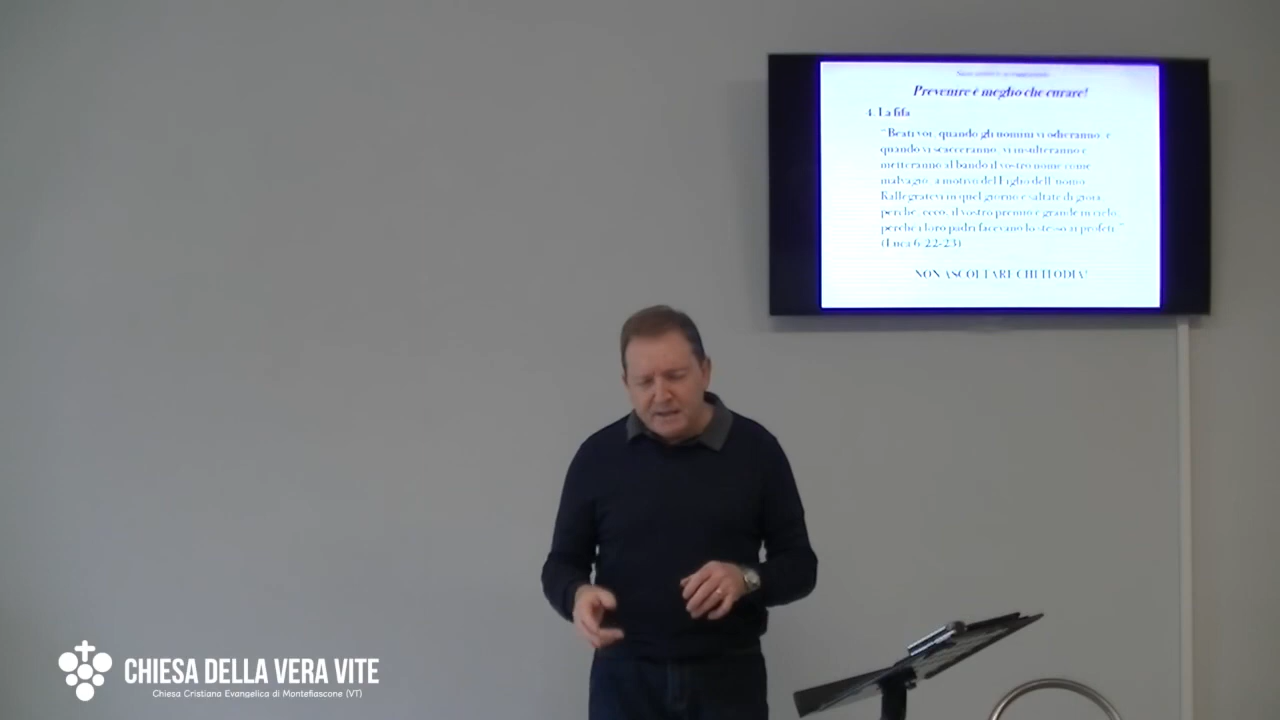 Prevenire è meglio che curare!
4. La fifa
"Beati voi, quando gli uomini vi odieranno, e
quando vi scacceranno, vi insulteranno e
metteranno al bando il vostro nome come
malvagio, a motivo del Figlio dell'uomo.
Rallegratevi in quel giorno e saltate di gioia,
perché, ecco, il vostro premio è grande in cielo,
perché i loro padri facevano lo stesso ai profeti."
(Luca 6:22-23)
NON ASCOLTARE CHI TI ODIA!
CHIESA DELLA VERA VITE
Chiesa Cristiana Evangelica di Montefiascone (VT)